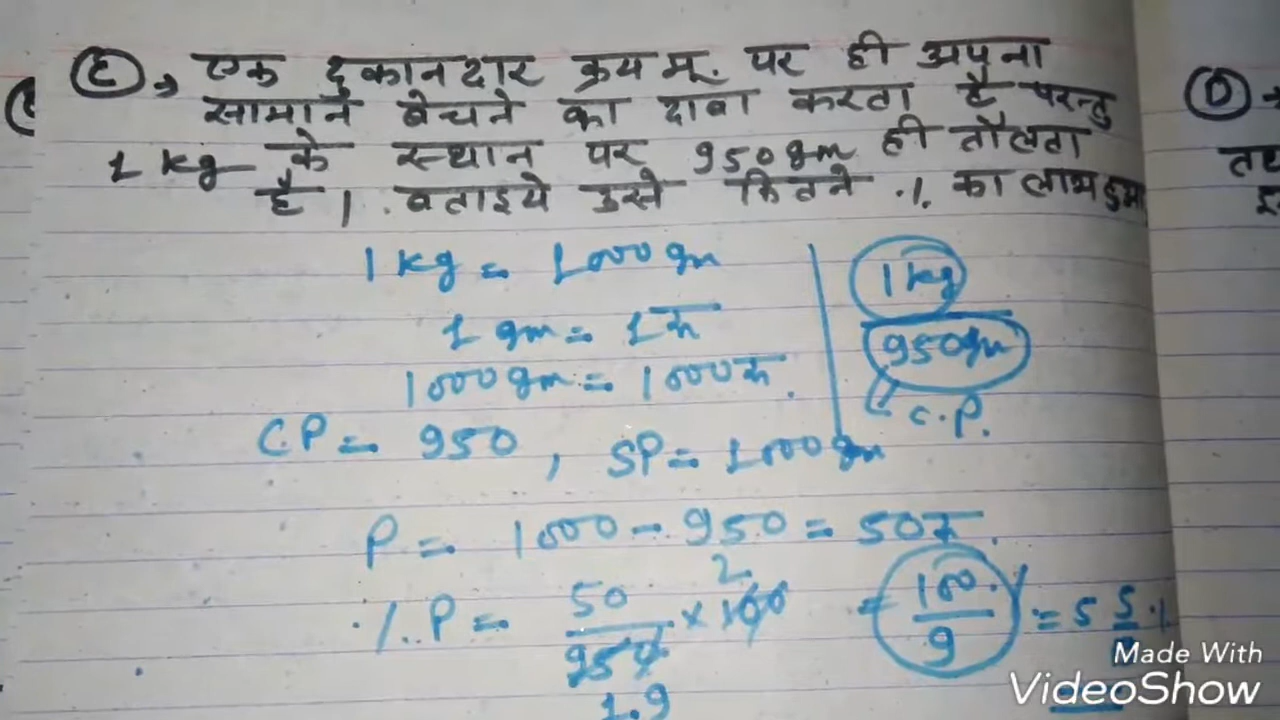 (E) → एक दुकानदार क्रय मू. पर ही अपना
सामान बेचने का दावा करता है परन्तु
1 kg के स्थान पर 950 gm ही तौलता
है । बताइये उसे कितने %. का लाभ हुआ
1 kg = 1000 gm
1 gm = 1 रू
1000 gm = 1000 रू.
1 kg
950 gm
C.P.
CP = 950 , SP = 1000 gm
P = 1000 - 950 = 50 रू.
%. P = 50/950 × 100 = 100/9 % = 5 5/
2
19
(D) →
Made With
VideoShow